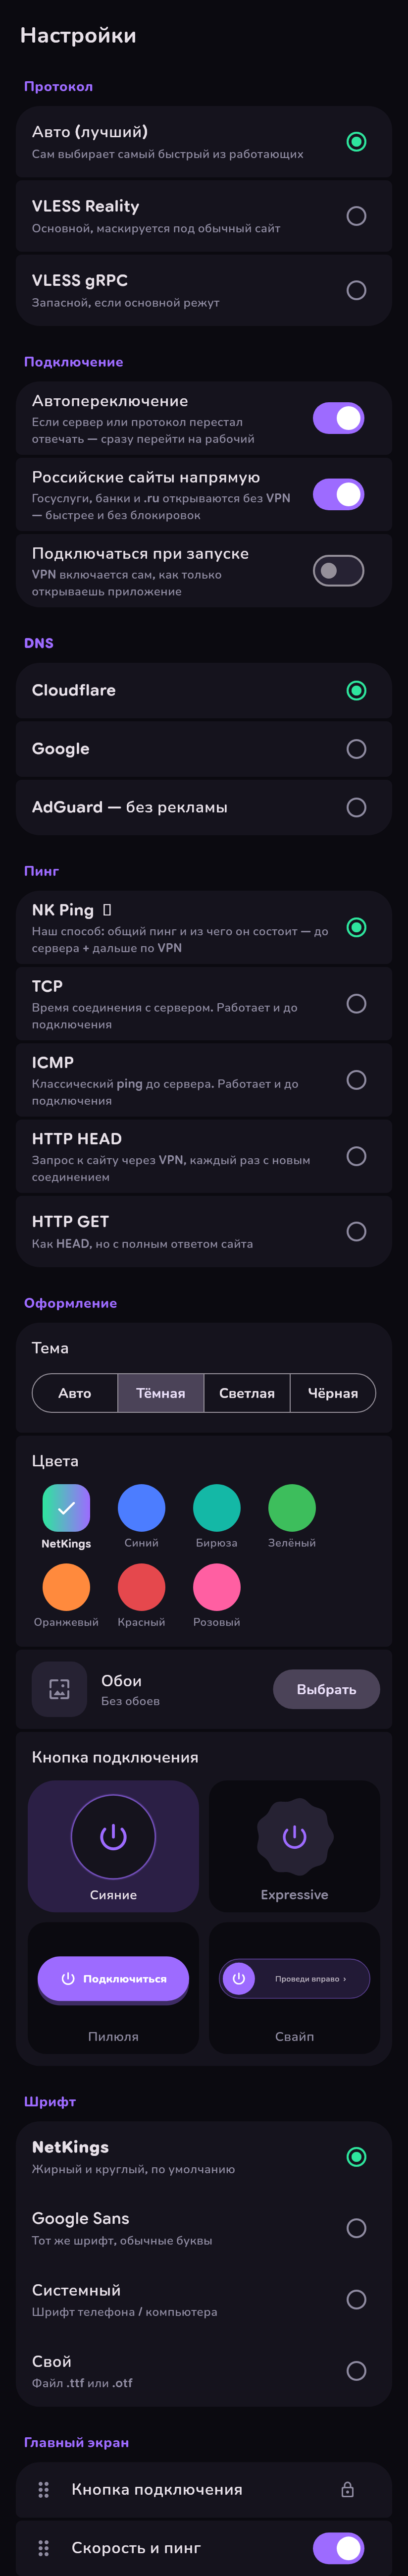 Настройки
Протокол
Авто (лучший)
Сам выбирает самый быстрый из работающих
VLESS Reality
Основной, маскируется под обычный сайт
VLESS gRPC
Запасной, если основной режут
Подключение
Автопереключение
Если сервер или протокол перестал
отвечать — сразу перейти на рабочий
Российские сайты напрямую
Госуслуги, банки и .ru открываются без VPN
— быстрее и без блокировок
Подключаться при запуске
VPN включается сам, как только
открываешь приложение
DNS
Cloudflare
Google
AdGuard — без рекламы
Пинг
NK Ping
Наш способ: общий пинг и из чего он состоит — до
сервера + дальше по VPN
TCP
Время соединения с сервером. Работает и до
подключения
ICMP
Классический ping до сервера. Работает и до
подключения
HTTP HEAD
Запрос к сайту через VPN, каждый раз с новым
соединением
HTTP GET
Как HEAD, но с полным ответом сайта
Оформление
Тема
Авто Тёмная Светлая Чёрная
Цвета
NetKings Синий Бирюза Зелёный
Оранжевый Красный Розовый
Обои
Без обоев
Выбрать
Кнопка подключения
Сияние Expressive
Подключиться Проведи вправо ›
Пилюля Свайп
Шрифт
NetKings
Жирный и круглый, по умолчанию
Google Sans
Тот же шрифт, обычные буквы
Системный
Шрифт телефона / компьютера
Свой
Файл .ttf или .otf
Главный экран
Кнопка подключения
Скорость и пинг